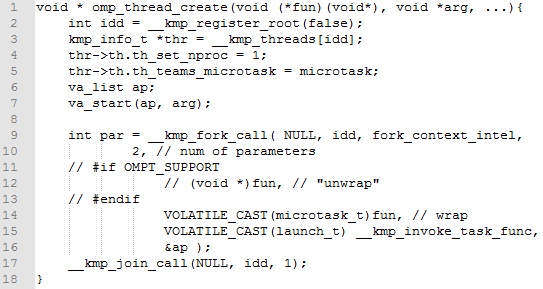 1 void * omp_thread_create(void (*fun)(void*), void *arg, ...){
2 int idd = __kmp_register_root(false);
3 kmp_info_t *thr = __kmp_threads[idd];
4 thr->th.th_set_nproc = 1;
5 thr->th.th_teams_microtask = microtask;
6 va_list ap;
7 va_start(ap, arg);
8
9 int par = __kmp_fork_call( NULL, idd, fork_context_intel,
10 2, // num of parameters
11 // #if OMPT_SUPPORT
12 // (void *)fun, // "unwrap"
13 // #endif
14 VOLATILE_CAST(microtask_t)fun, // wrap
15 VOLATILE_CAST(launch_t) __kmp_invoke_task_func,
16 &ap );
17 __kmp_join_call(NULL, idd, 1);
18 }